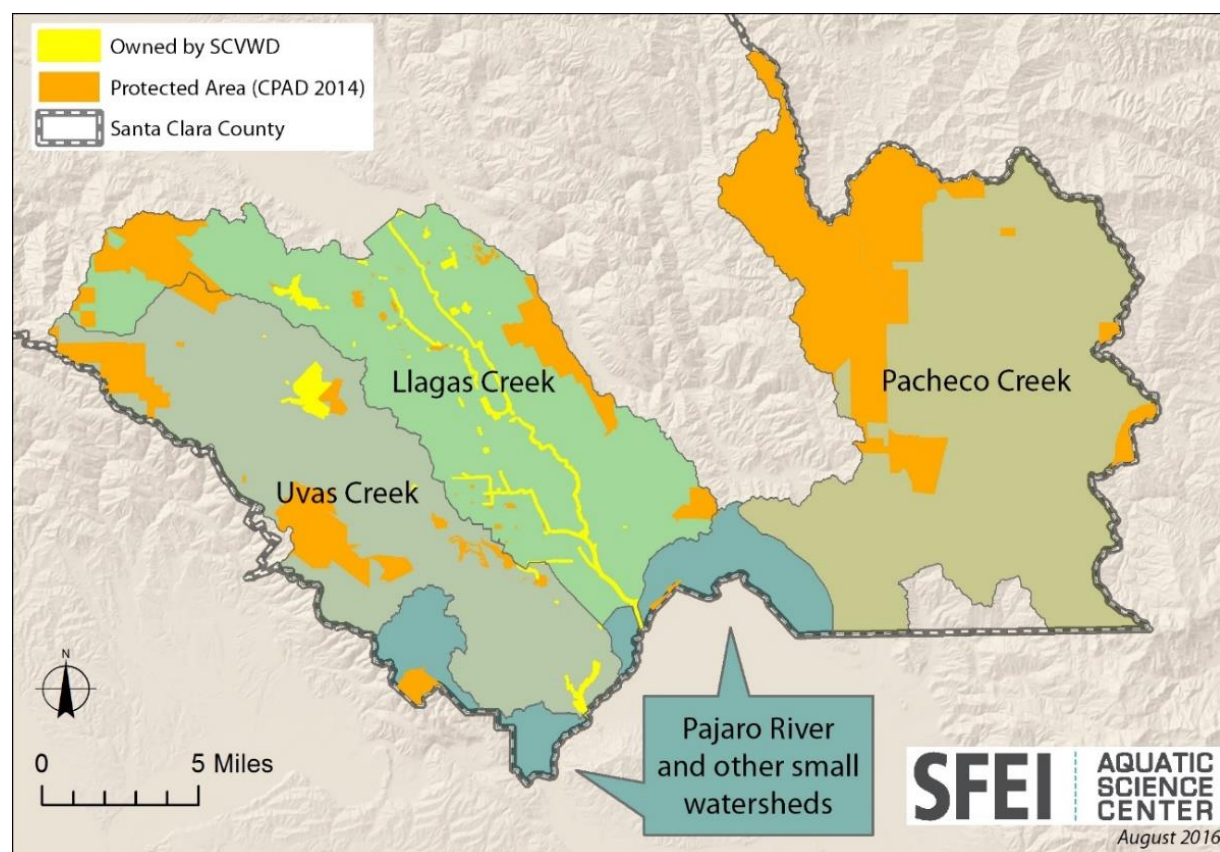 Owned by SCVWD
Protected Area (CPAD 2014)
Santa Clara County
Llagas Creek
Pacheco Creek
Uvas Creek
N
0 5 Miles
Pajaro River
and other small
watersheds
SFEI
AQUATIC
SCIENCE
CENTER
August 2016